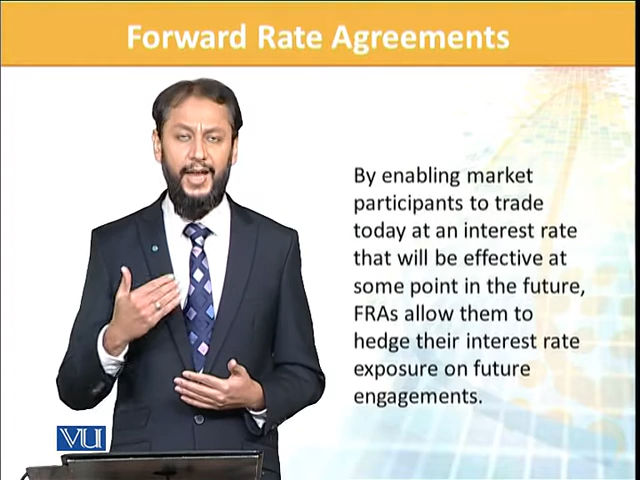 Forward Rate Agreements
By enabling market
participants to trade
today at an interest rate
that will be effective at
some point in the future,
FRAs allow them to
hedge their interest rate
exposure on future
engagements.
VU